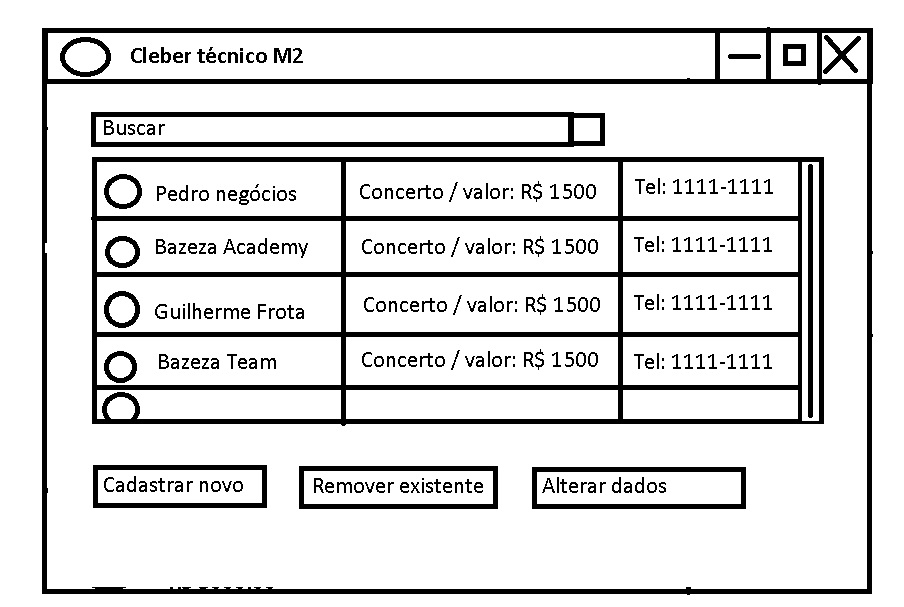 Cleber técnico M2
Buscar
Pedro negócios Concerto / valor: R$ 1500 Tel: 1111-1111
Bazeza Academy Concerto / valor: R$ 1500 Tel: 1111-1111
Guilherme Frota Concerto / valor: R$ 1500 Tel: 1111-1111
Bazeza Team Concerto / valor: R$ 1500 Tel: 1111-1111
Cadastrar novo Remover existente Alterar dados